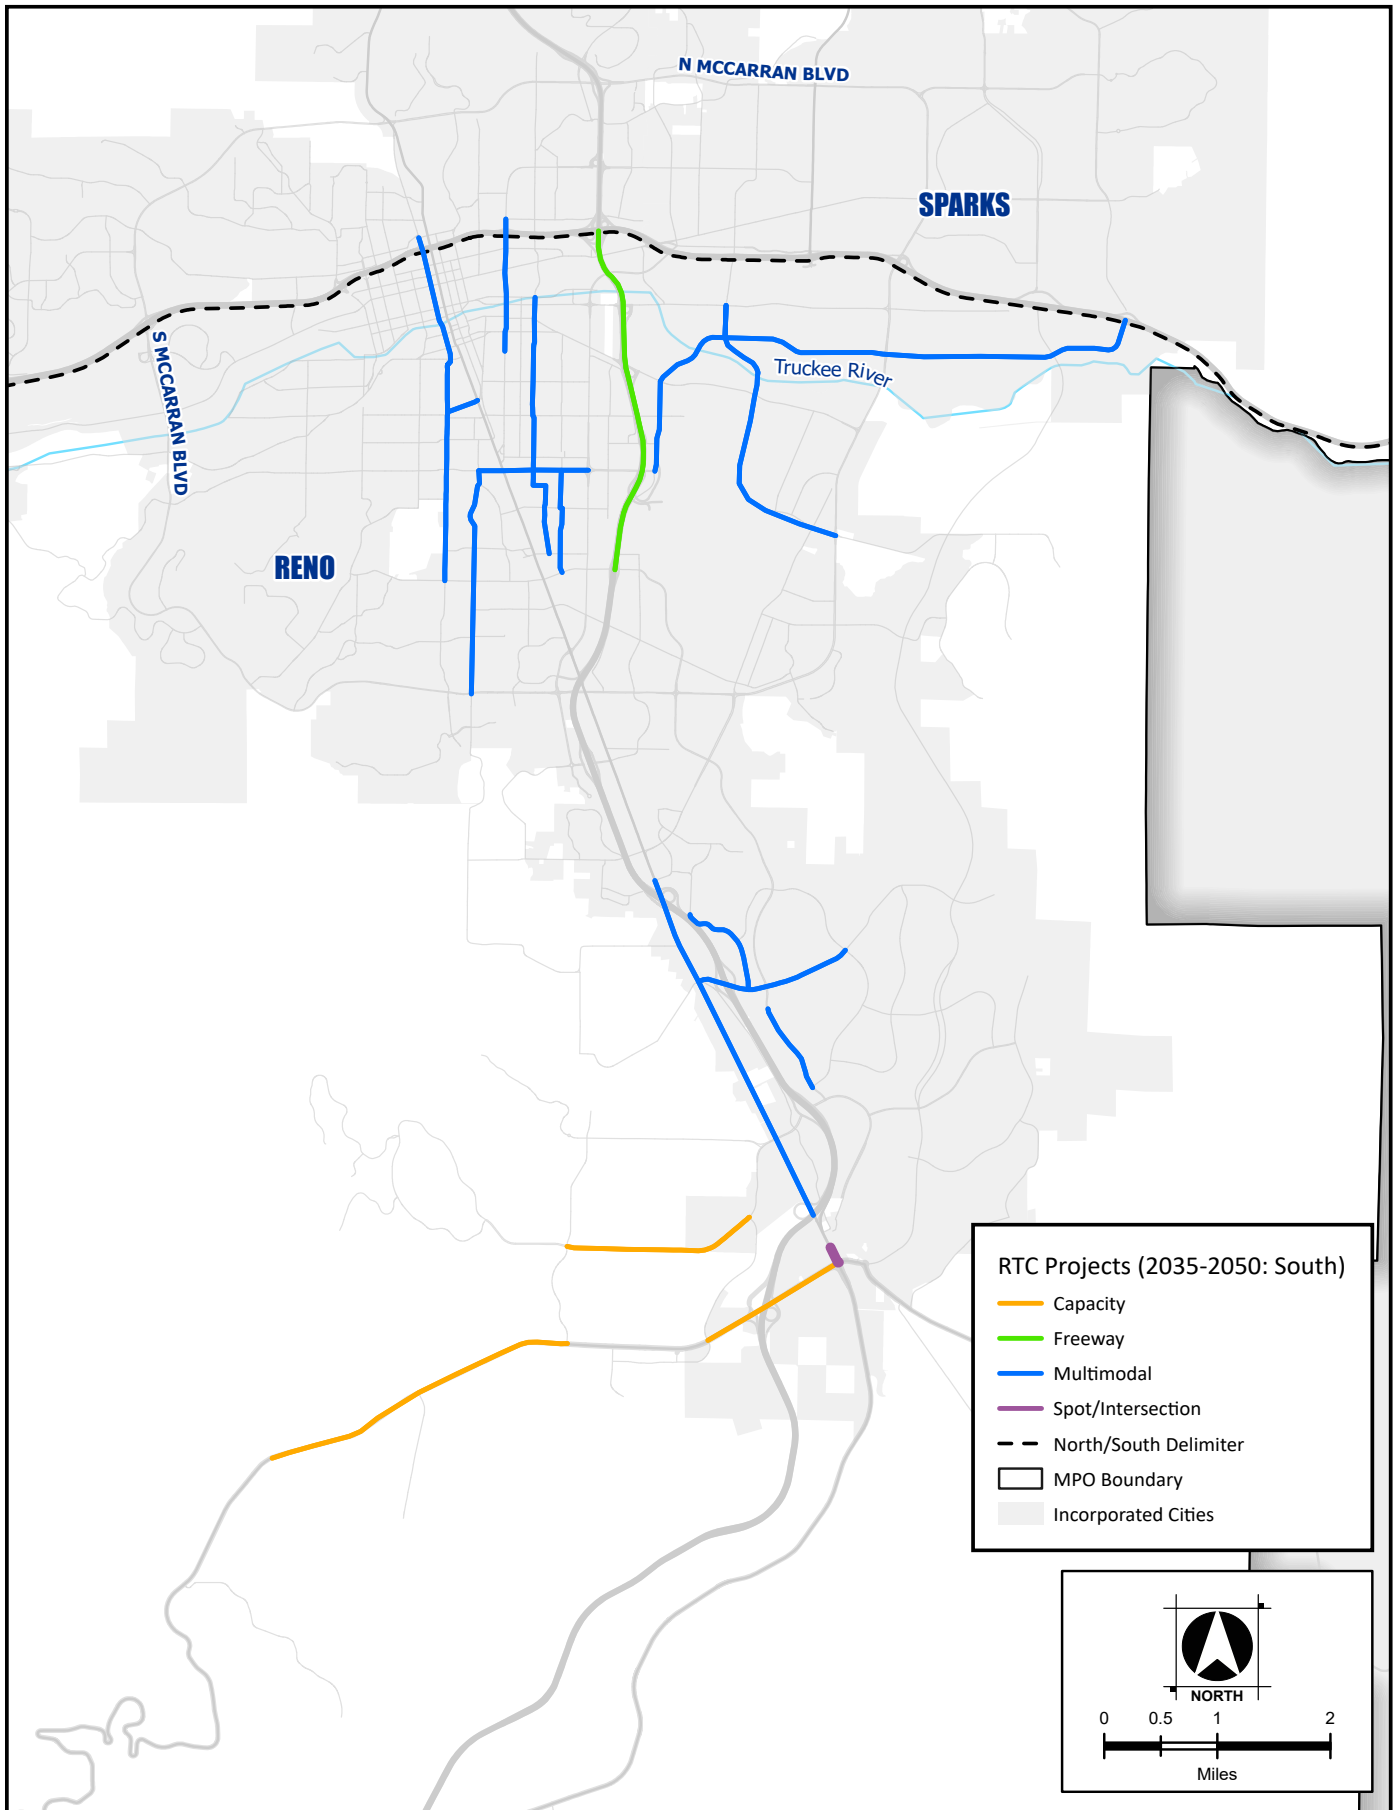 N MCCARRAN BLVD
SPARKS
S MCCARRAN BLVD
Truckee River
RENO
RTC Projects (2035-2050: South)
Capacity
Freeway
Multimodal
Spot/Intersection
North/South Delimiter
MPO Boundary
Incorporated Cities
NORTH
0 0.5 1 2
Miles